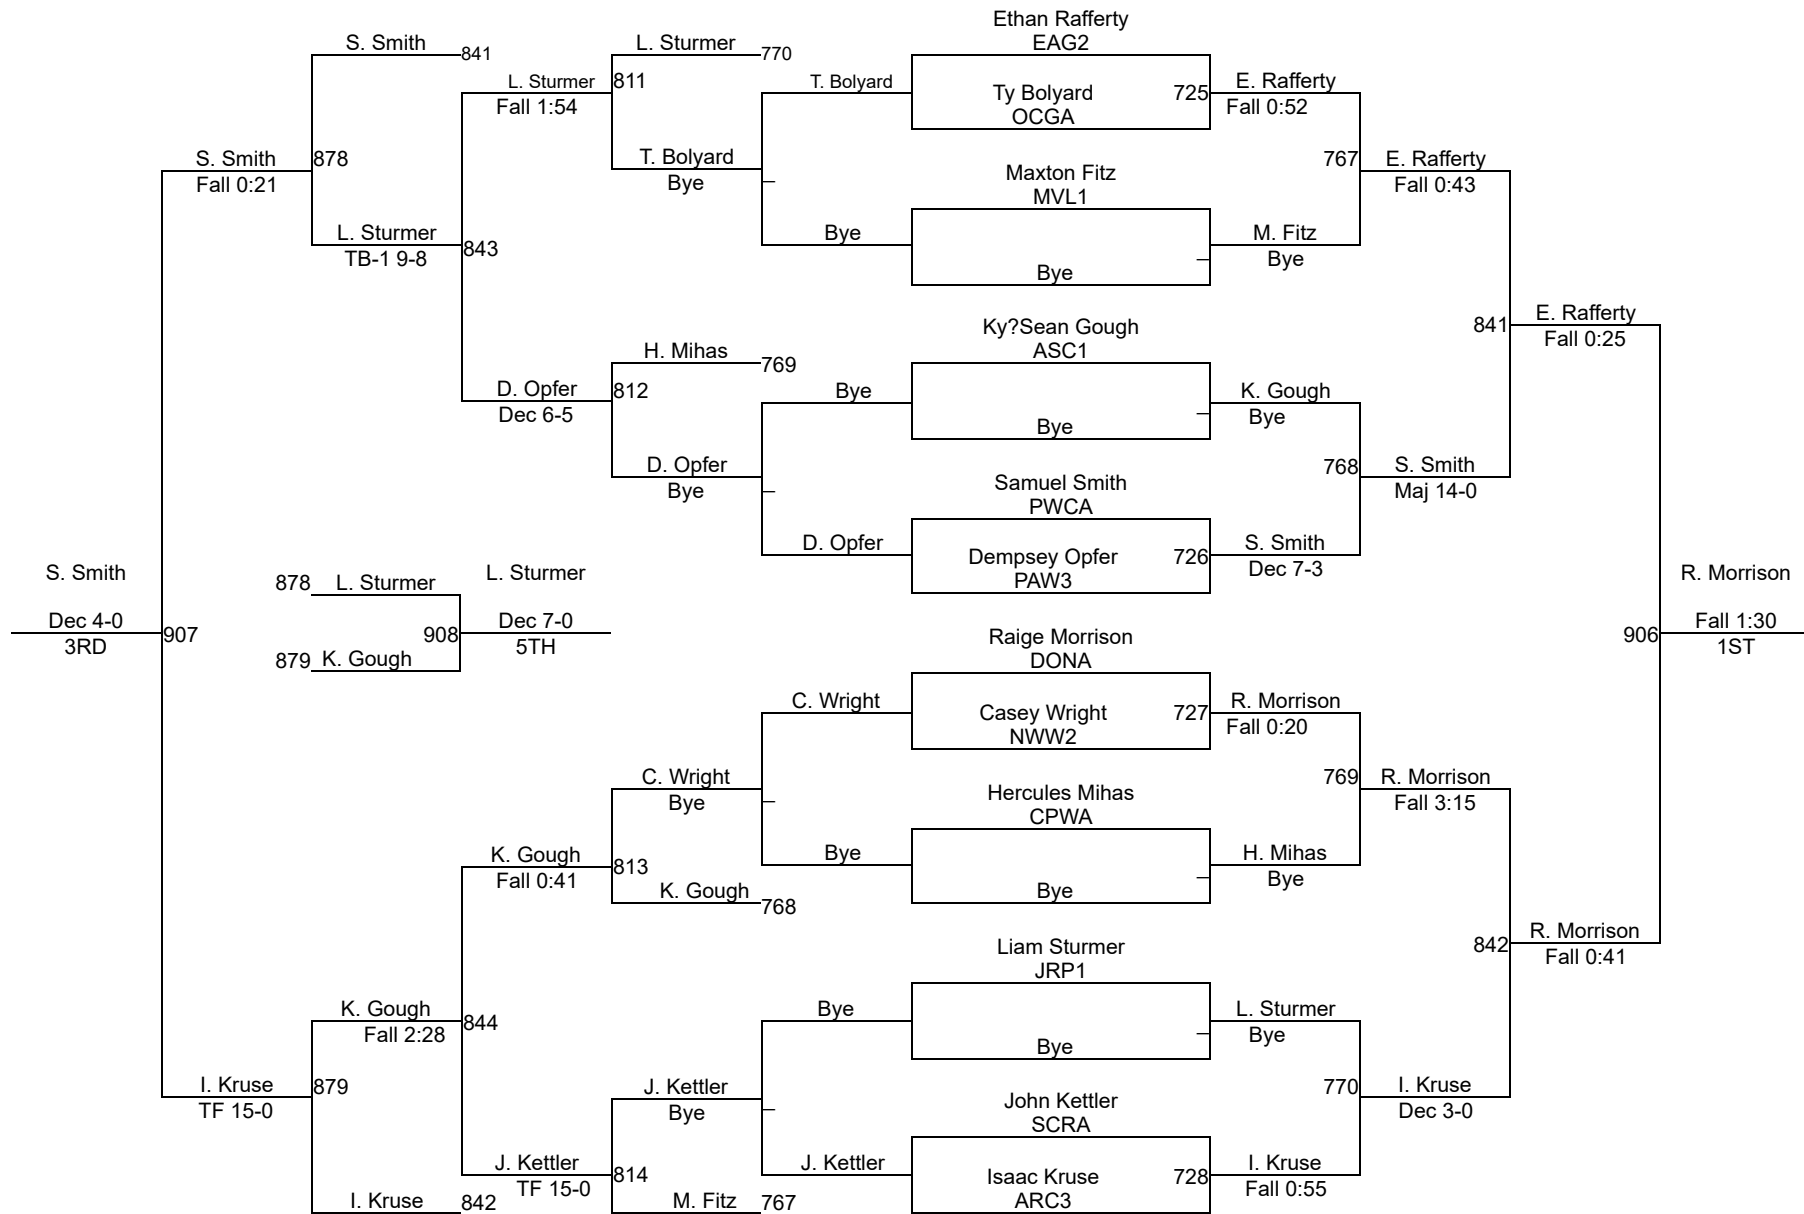 Ethan Rafferty
S. Smith
841
L. Sturmer
770
EAG2
L. Sturmer
811
T. Bolyard
E. Rafferty
Fall 1:54
Ty Bolyard
725
Fall 0:52
OCGA
S. Smith
878
T. Bolyard
Maxton Fitz
767
E. Rafferty
Fall 0:21
Bye
–
MVL1
Fall 0:43
L. Sturmer
843
Bye
M. Fitz
TB-1 9-8
Bye
–
Bye
Ky?Sean Gough
841
E. Rafferty
H. Mihas
769
ASC1
Fall 0:25
D. Opfer
812
Bye
K. Gough
Dec 6-5
Bye
–
Bye
D. Opfer
Samuel Smith
768
S. Smith
Bye
–
PWCA
Maj 14-0
D. Opfer
Dempsey Opfer
726
S. Smith
PAW3
Dec 7-3
S. Smith
878
L. Sturmer
L. Sturmer
R. Morrison
Dec 4-0
907
908
Dec 7-0
906
Fall 1:30
3RD
879
K. Gough
5TH
Raige Morrison
1ST
DONA
C. Wright
Casey Wright
727
R. Morrison
NWW2
Fall 0:20
C. Wright
Hercules Mihas
769
R. Morrison
Bye
–
CPWA
Fall 3:15
K. Gough
813
Bye
H. Mihas
Fall 0:41
K. Gough
768
Bye
–
Bye
Liam Sturmer
842
R. Morrison
JRP1
Fall 0:41
K. Gough
844
Bye
L. Sturmer
Fall 2:28
Bye
–
Bye
I. Kruse
879
J. Kettler
John Kettler
770
I. Kruse
TF 15-0
Bye
–
SCRA
Dec 3-0
J. Kettler
814
J. Kettler
Isaac Kruse
728
I. Kruse
TF 15-0
ARC3
Fall 0:55
I. Kruse
842
M. Fitz
767